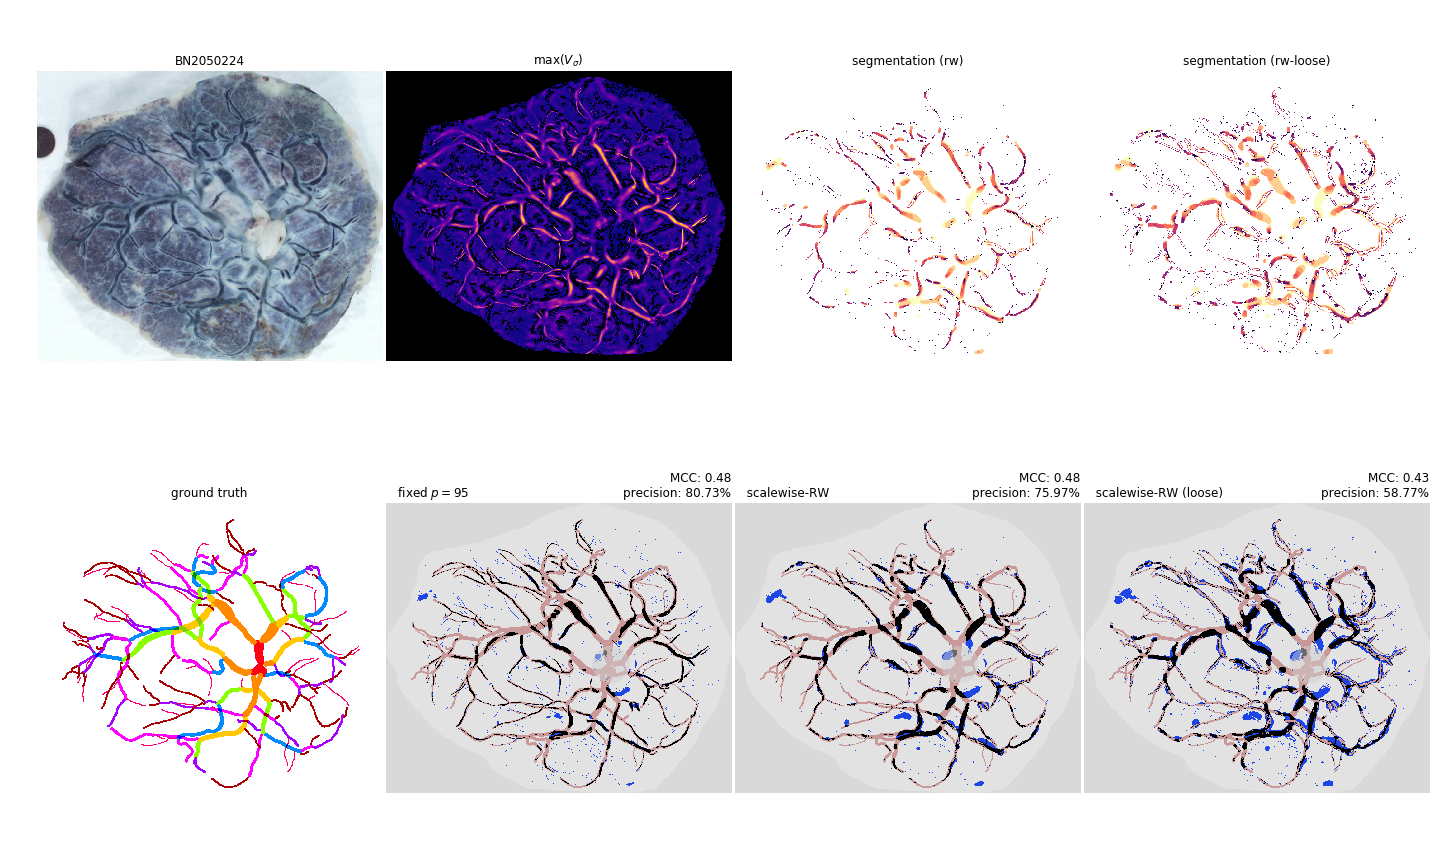 BN2050224
max(V_σ)
segmentation (rw)
segmentation (rw-loose)
ground truth
fixed p = 95
MCC: 0.48
precision: 80.73%
scalewise-RW
MCC: 0.48
precision: 75.97%
scalewise-RW (loose)
MCC: 0.43
precision: 58.77%